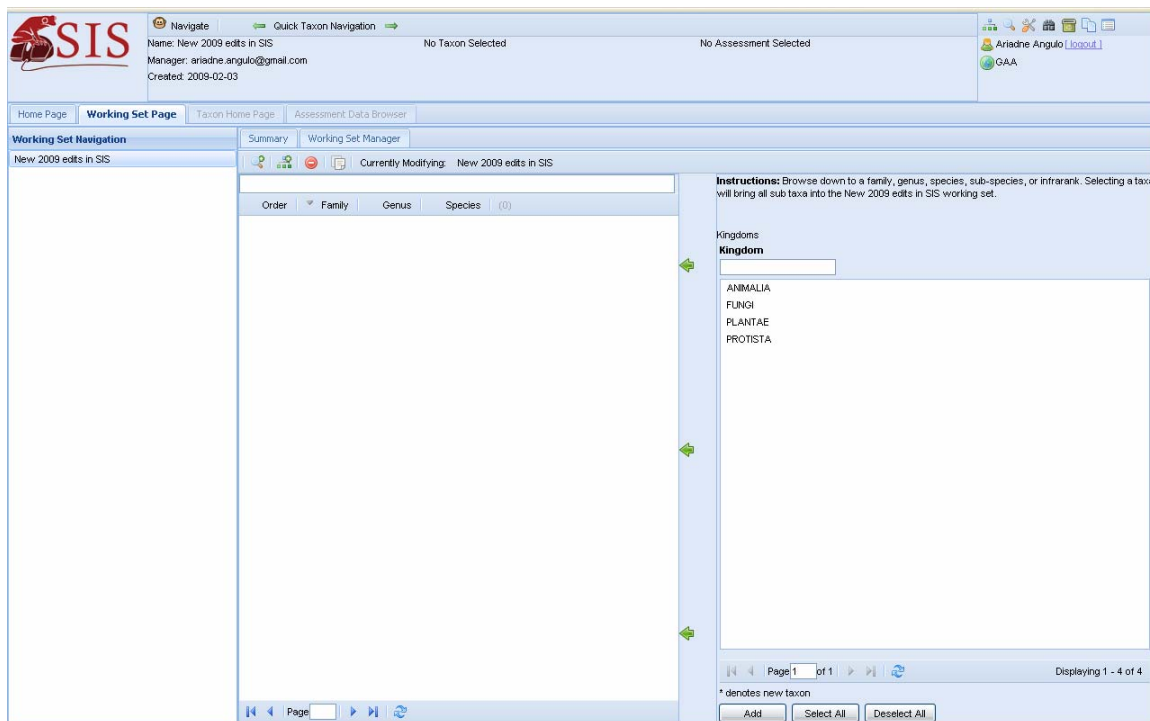 SIS
Navigate Quick Taxon Navigation
Name: New 2009 edits in SIS No Taxon Selected No Assessment Selected
Manager: ariadne.angulo@gmail.com
Created: 2009-02-03
Ariadne Angulo [logout]
GAA
Home Page Working Set Page Taxon Home Page Assessment Data Browser
Working Set Navigation
New 2009 edits in SIS
Summary Working Set Manager
Currently Modifying: New 2009 edits in SIS
Order Family Genus Species (0)
Page
Instructions: Browse down to a family, genus, species, sub-species, or infrarank. Selecting a tax
will bring all sub taxa into the New 2009 edits in SIS working set.
Kingdoms
Kingdom
ANIMALIA
FUNGI
PLANTAE
PROTISTA
Page 1 of 1 Displaying 1 - 4 of 4
* denotes new taxon
Add Select All Deselect All